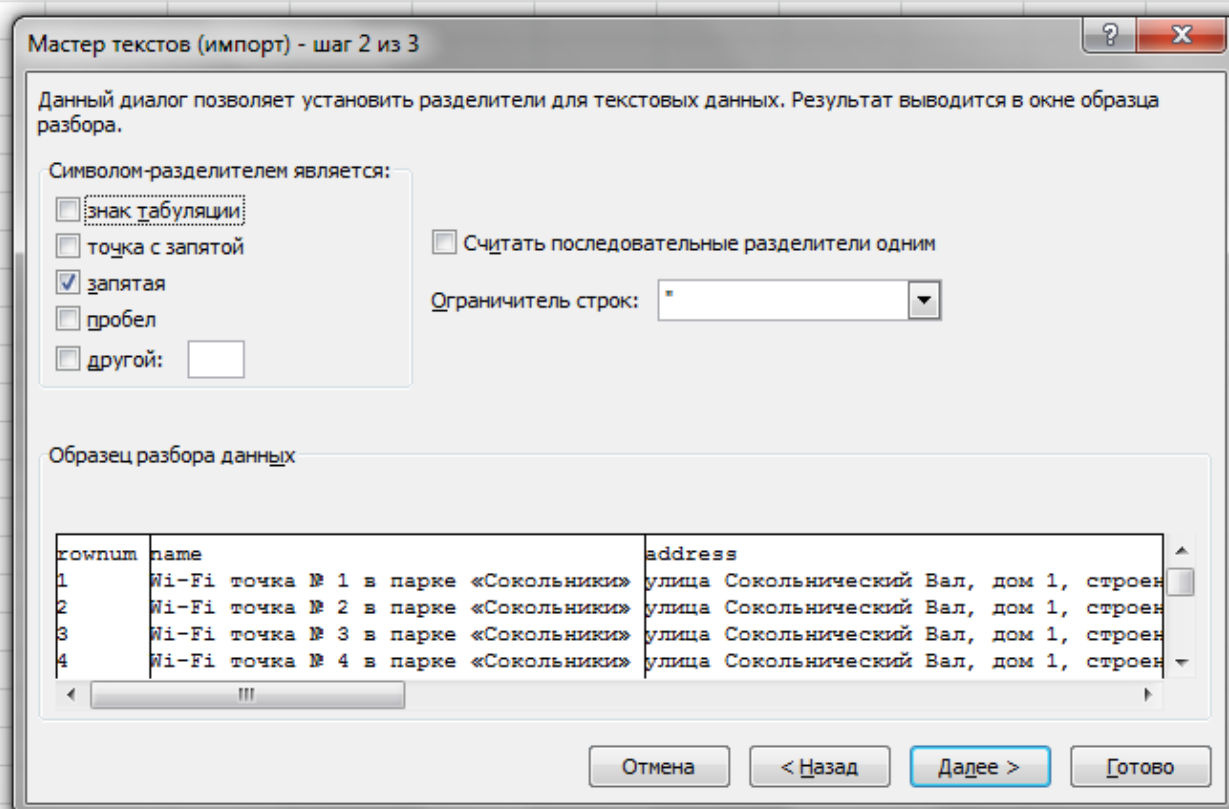 Мастер текстов (импорт) - шаг 2 из 3
Данный диалог позволяет установить разделители для текстовых данных. Результат выводится в окне образца
разбора.
Символом-разделителем является:
знак табуляции
точка с запятой
запятая
пробел
другой:
Считать последовательные разделители одним
Ограничитель строк: "
Образец разбора данных
rownum name address
1 Wi-Fi точка № 1 в парке «Сокольники» улица Сокольнический Вал, дом 1, строен
2 Wi-Fi точка № 2 в парке «Сокольники» улица Сокольнический Вал, дом 1, строен
3 Wi-Fi точка № 3 в парке «Сокольники» улица Сокольнический Вал, дом 1, строен
4 Wi-Fi точка № 4 в парке «Сокольники» улица Сокольнический Вал, дом 1, строен
Отмена < Назад Далее > Готово